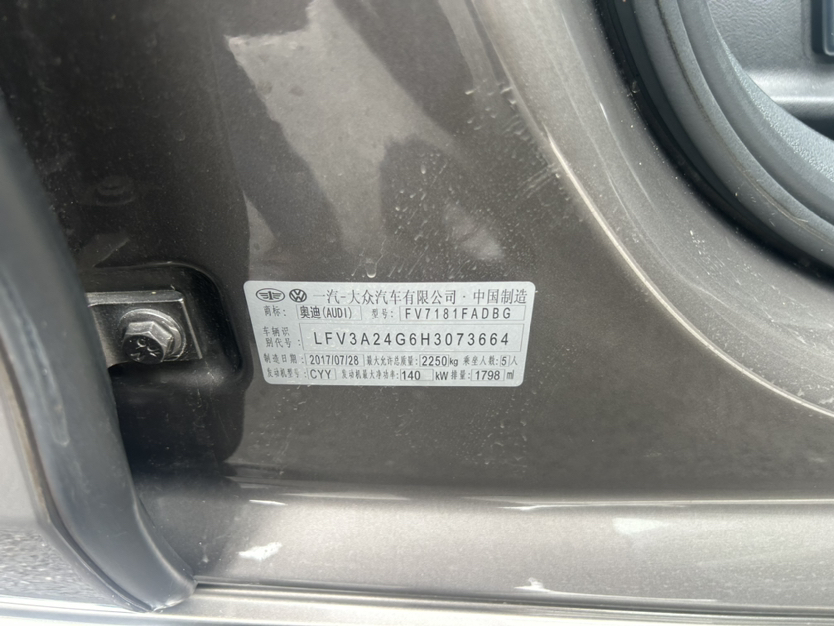 一汽-大众汽车有限公司·中国制造
商标: 奥迪(AUDI) 型号: FV7181FADBG
车辆识别代号: LFV3A24G6H3073664
制造日期: 2017/07/28 最大允许总质量: 2250kg 乘坐人数: 5人
发动机型号: CYY 发动机最大净功率: 140 kW 排量: 1798 ml